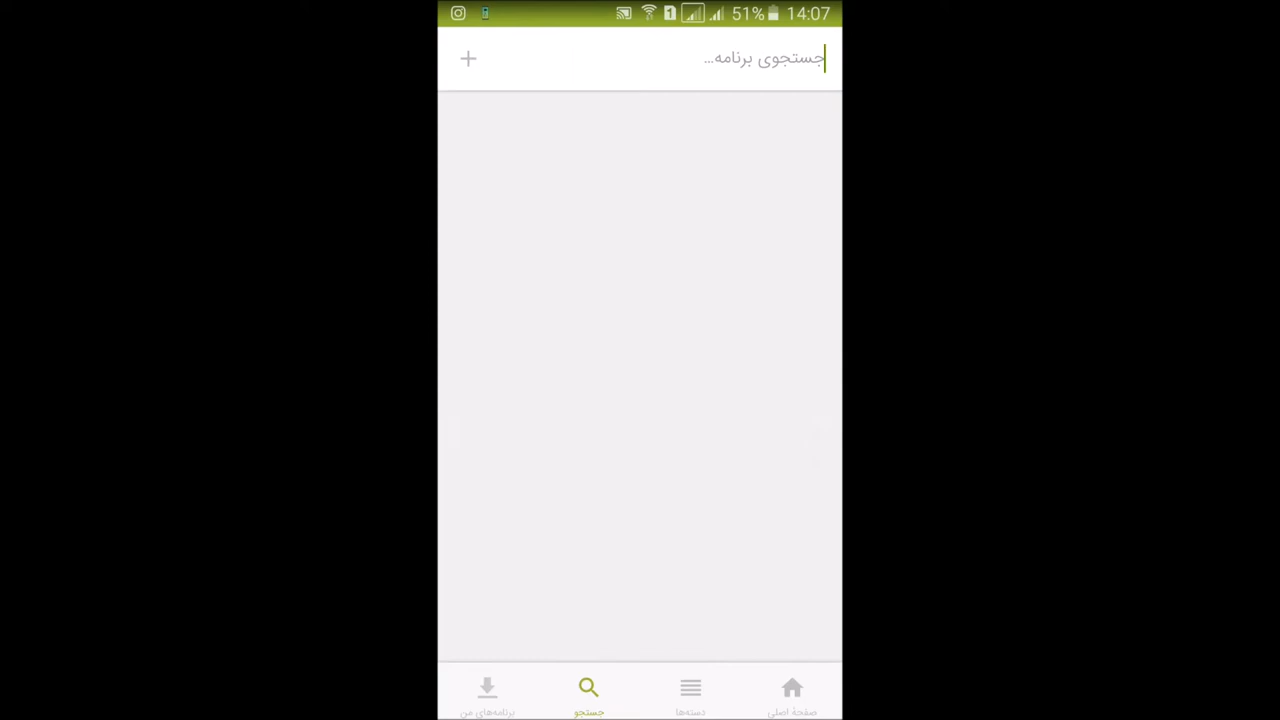 51% 14:07
جستجوی برنامه...
صفحهٔ اصلی
دسته‌ها
جستجو
برنامه‌های من